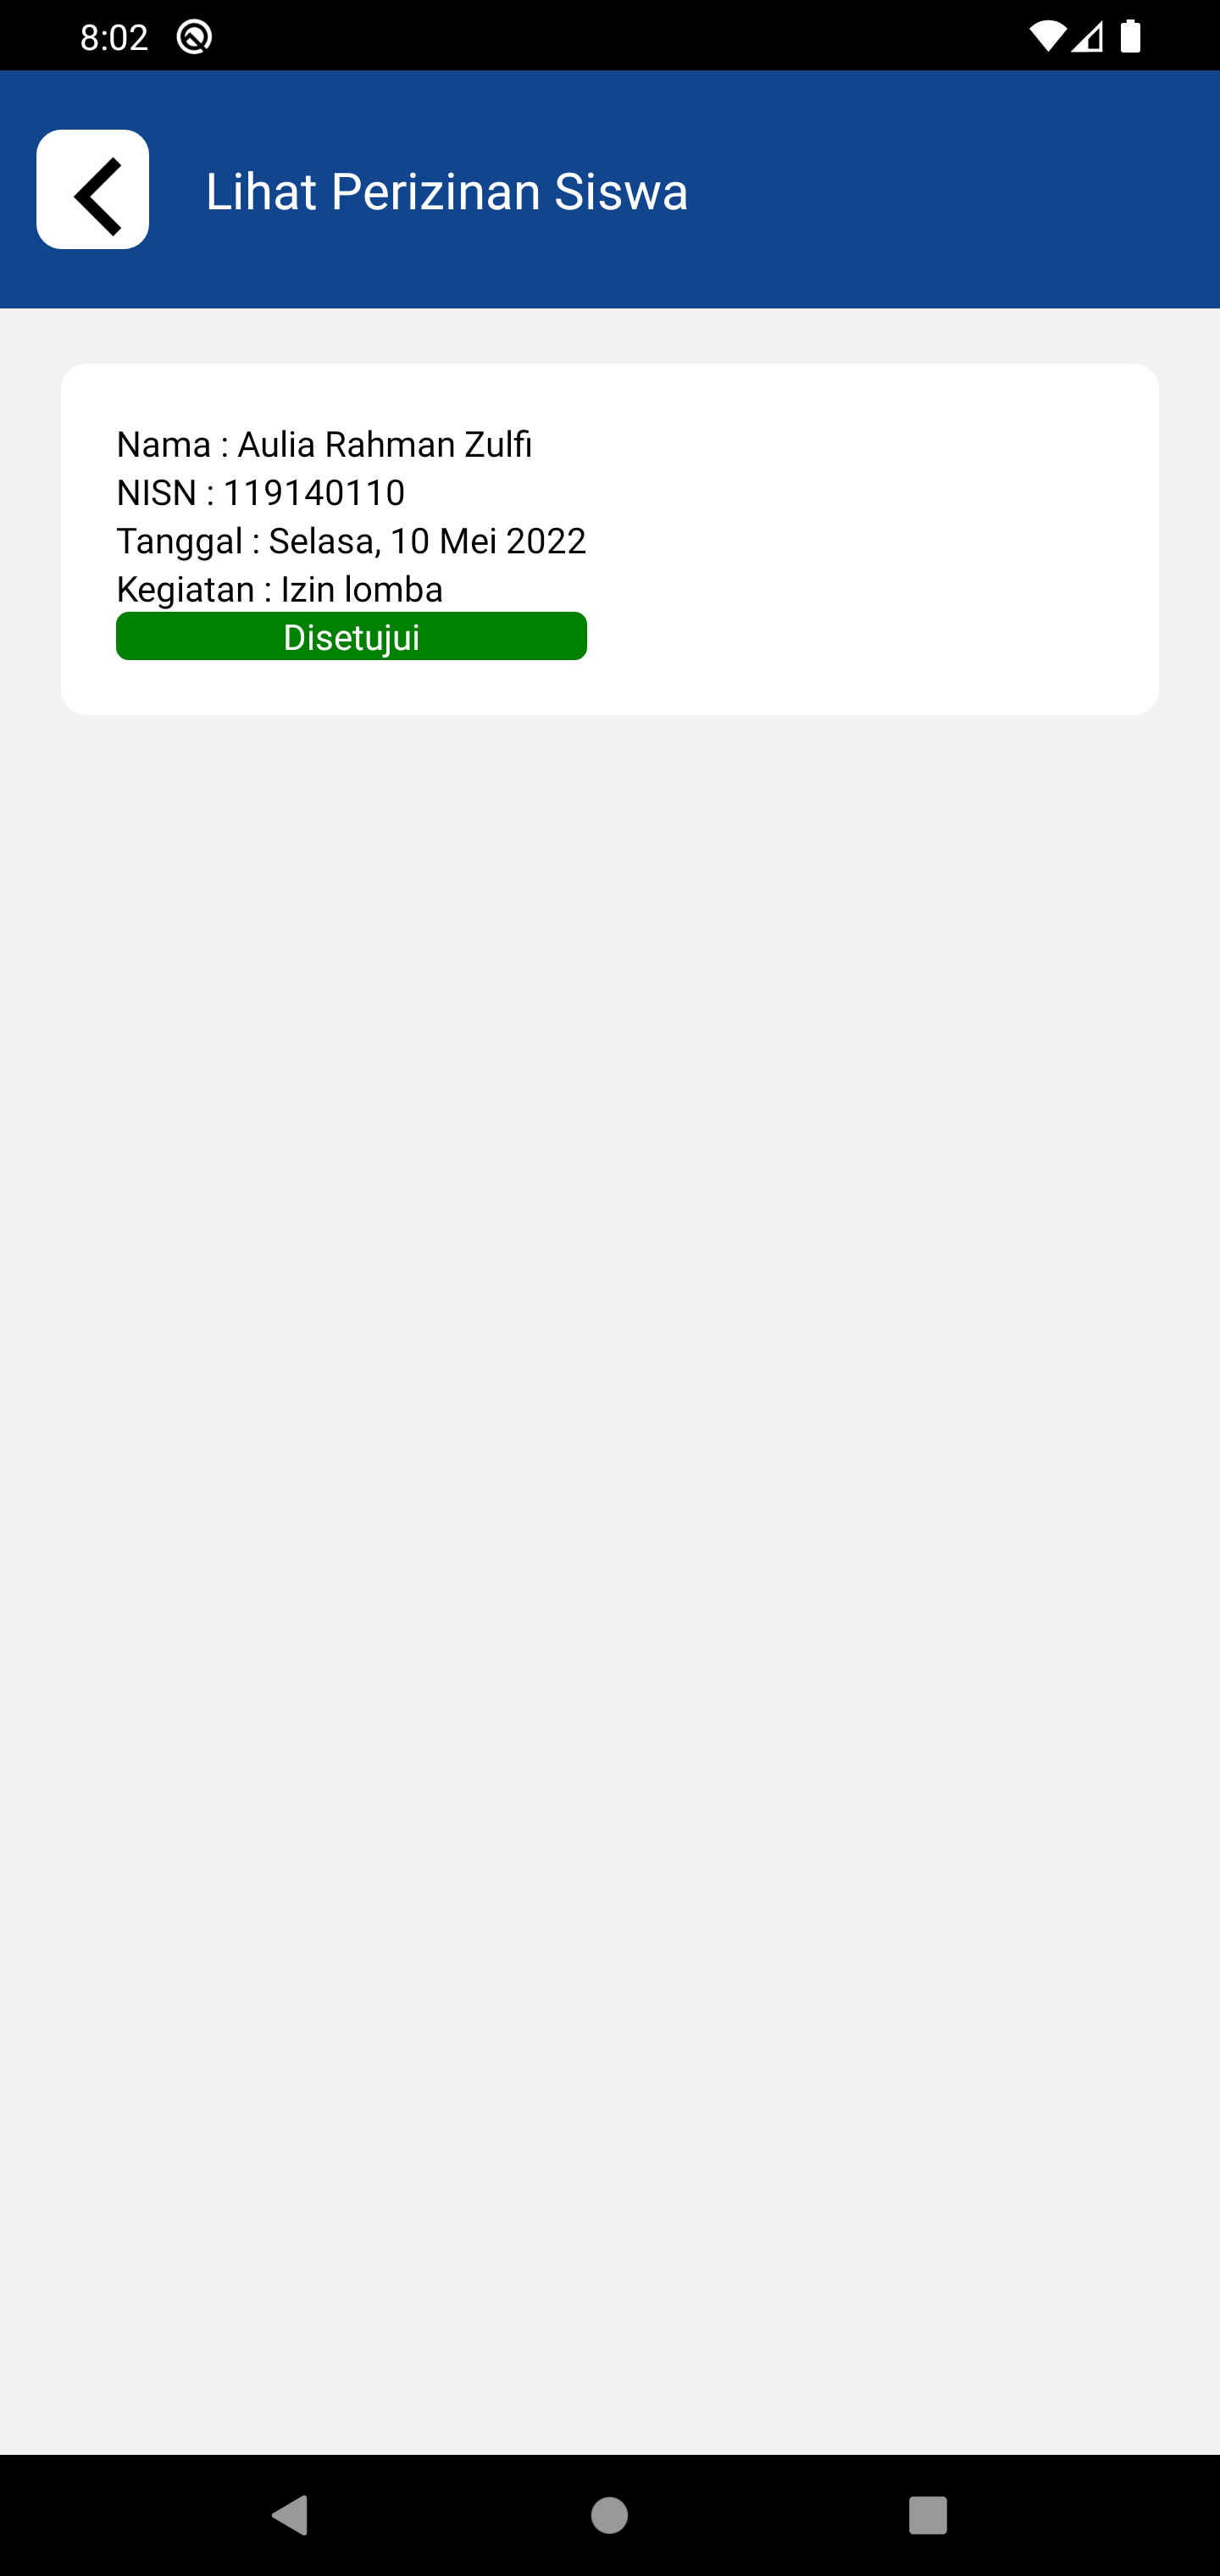 8:02
Lihat Perizinan Siswa
Nama : Aulia Rahman Zulfi
NISN : 119140110
Tanggal : Selasa, 10 Mei 2022
Kegiatan : Izin lomba
Disetujui